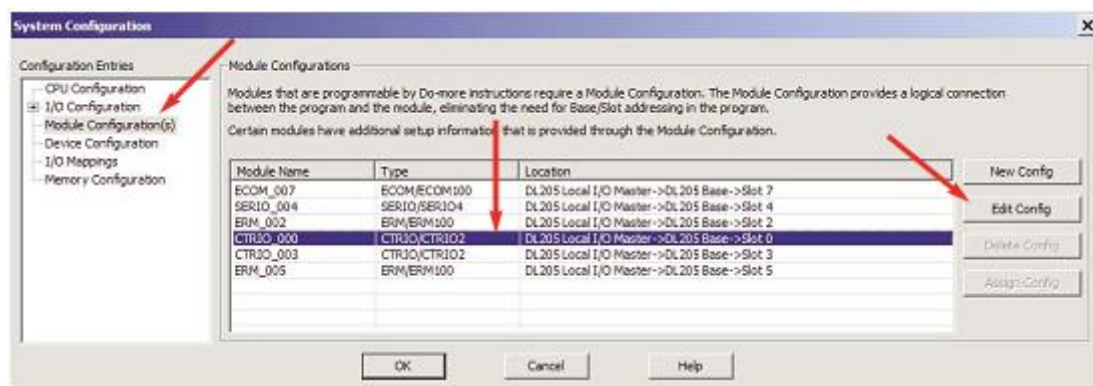 System Configuration
Configuration Entries
CPU Configuration
I/O Configuration
Module Configuration(s)
Device Configuration
I/O Mappings
Memory Configuration
Module Configurations
Modules that are programmable by Do-more instructions require a Module Configuration. The Module Configuration provides a logical connection
between the program and the module, eliminating the need for Base/Slot addressing in the program.
Certain modules have additional setup information that is provided through the Module Configuration.
Module Name Type Location
ECOM_007 ECOM/ECOM100 DL205 Local I/O Master->DL205 Base->Slot 7
SERIO_004 SERIO/SERIO4 DL205 Local I/O Master->DL205 Base->Slot 4
ERM_002 ERM/ERM100 DL205 Local I/O Master->DL205 Base->Slot 2
CTRIO_000 CTRIO/CTRIO2 DL205 Local I/O Master->DL205 Base->Slot 0
CTRIO_003 CTRIO/CTRIO2 DL205 Local I/O Master->DL205 Base->Slot 3
ERM_005 ERM/ERM100 DL205 Local I/O Master->DL205 Base->Slot 5
New Config
Edit Config
Delete Config
Assign Config
OK Cancel Help